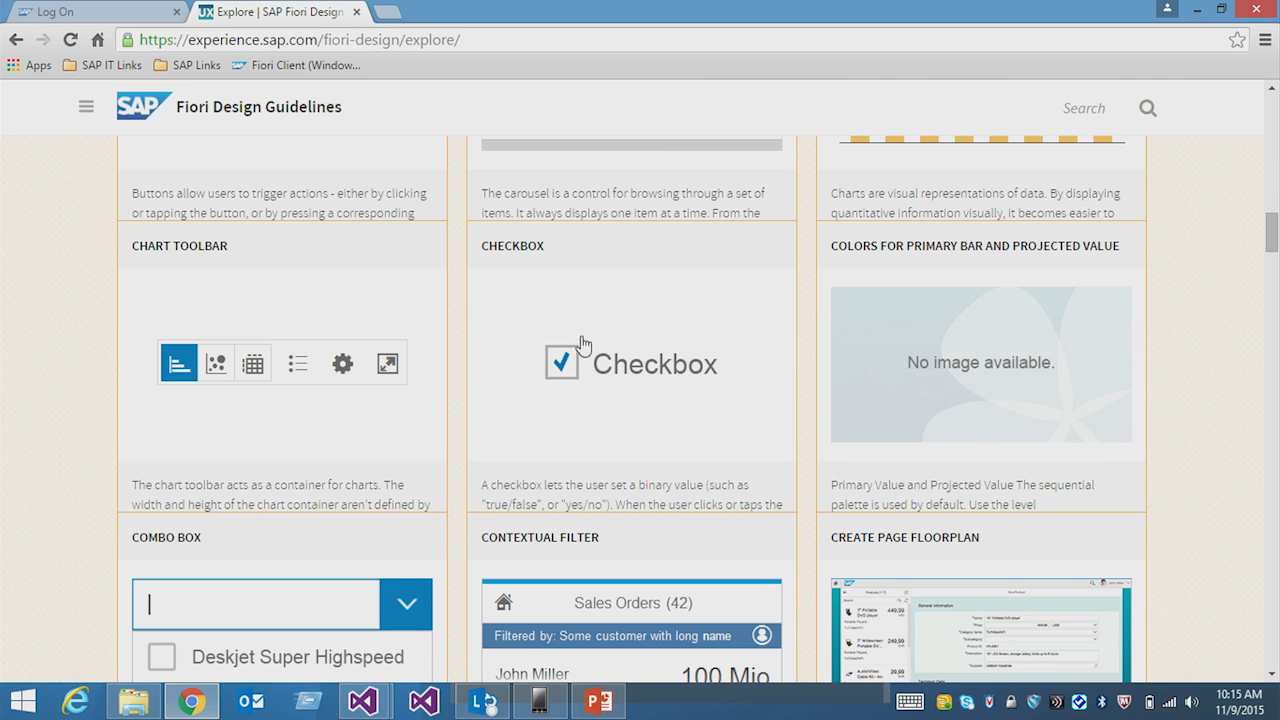 Log On
Explore | SAP Fiori Design
https://experience.sap.com/fiori-design/explore/
Apps
SAP IT Links
SAP Links
Fiori Client (Window...
SAP
Fiori Design Guidelines
Search
Buttons allow users to trigger actions - either by clicking
or tapping the button, or by pressing a corresponding
The carousel is a control for browsing through a set of
items. It always displays one item at a time. From the
Charts are visual representations of data. By displaying
quantitative information visually, it becomes easier to
CHART TOOLBAR
CHECKBOX
COLORS FOR PRIMARY BAR AND PROJECTED VALUE
Checkbox
No image available.
The chart toolbar acts as a container for charts. The
width and height of the chart container aren't defined by
A checkbox lets the user set a binary value (such as
"true/false", or "yes/no"). When the user clicks or taps the
Primary Value and Projected Value The sequential
palette is used by default. Use the level
COMBO BOX
CONTEXTUAL FILTER
CREATE PAGE FLOORPLAN
Deskjet Super Highspeed
Sales Orders (42)
Filtered by: Some customer with long name
John Miller
100 Mio
10:15 AM
11/9/2015